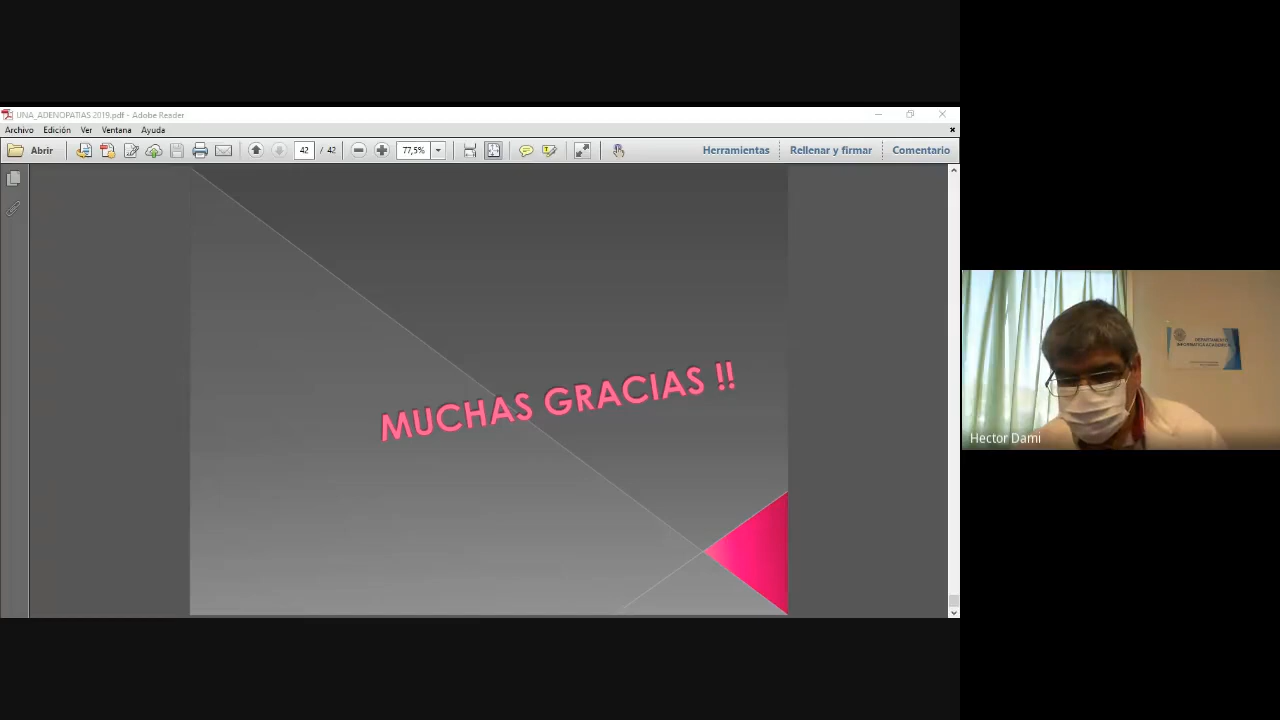 UNA_ADENOPATIAS 2019.pdf - Adobe Reader
Archivo Edición Ver Ventana Ayuda
Abrir
42 / 42
77,5%
Herramientas Rellenar y firmar Comentario
MUCHAS GRACIAS !!
DEPARTAMENTO
Hector Dami